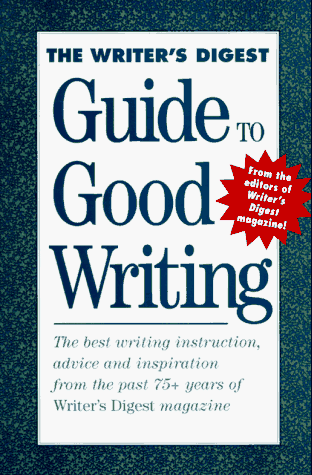 THE WRITER'S DIGEST
Guide TO
Good
Writing
From the
editors of
Writer's
Digest
magazine!
The best writing instruction,
advice and inspiration
from the past 75+ years of
Writer's Digest magazine